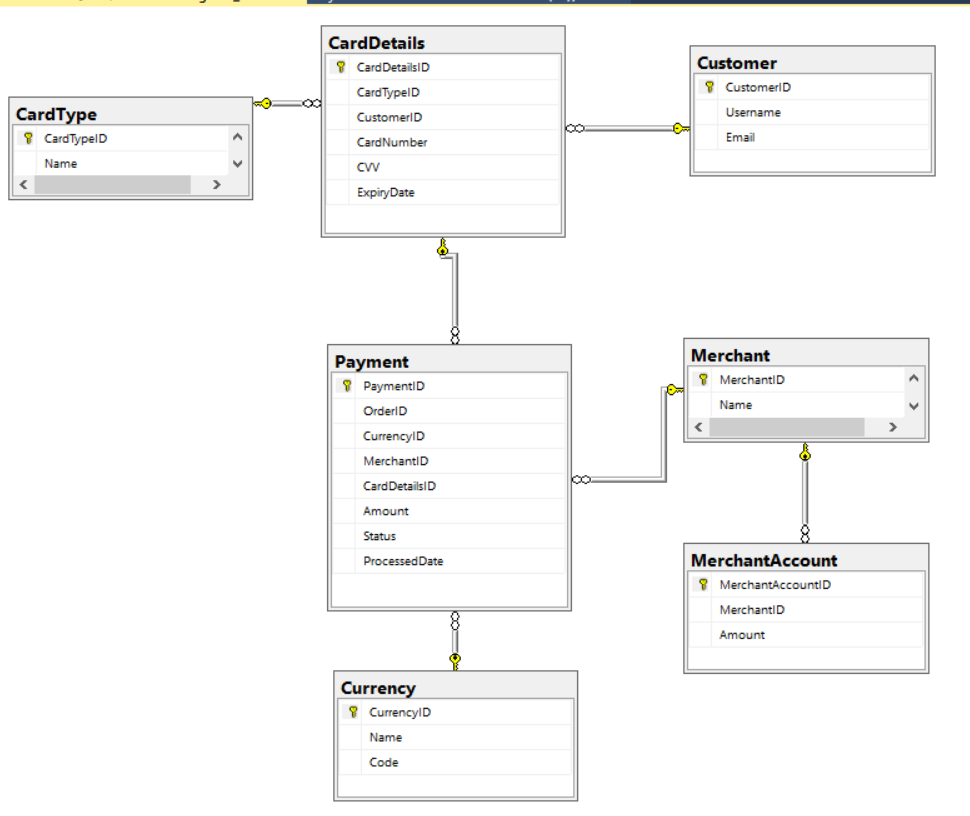 CardDetails
CardDetailsID
CardTypeID
CustomerID
CardNumber
CVV
ExpiryDate
Customer
CustomerID
Username
Email
CardType
CardTypeID
Name
Payment
PaymentID
OrderID
CurrencyID
MerchantID
CardDetailsID
Amount
Status
ProcessedDate
Merchant
MerchantID
Name
MerchantAccount
MerchantAccountID
MerchantID
Amount
Currency
CurrencyID
Name
Code